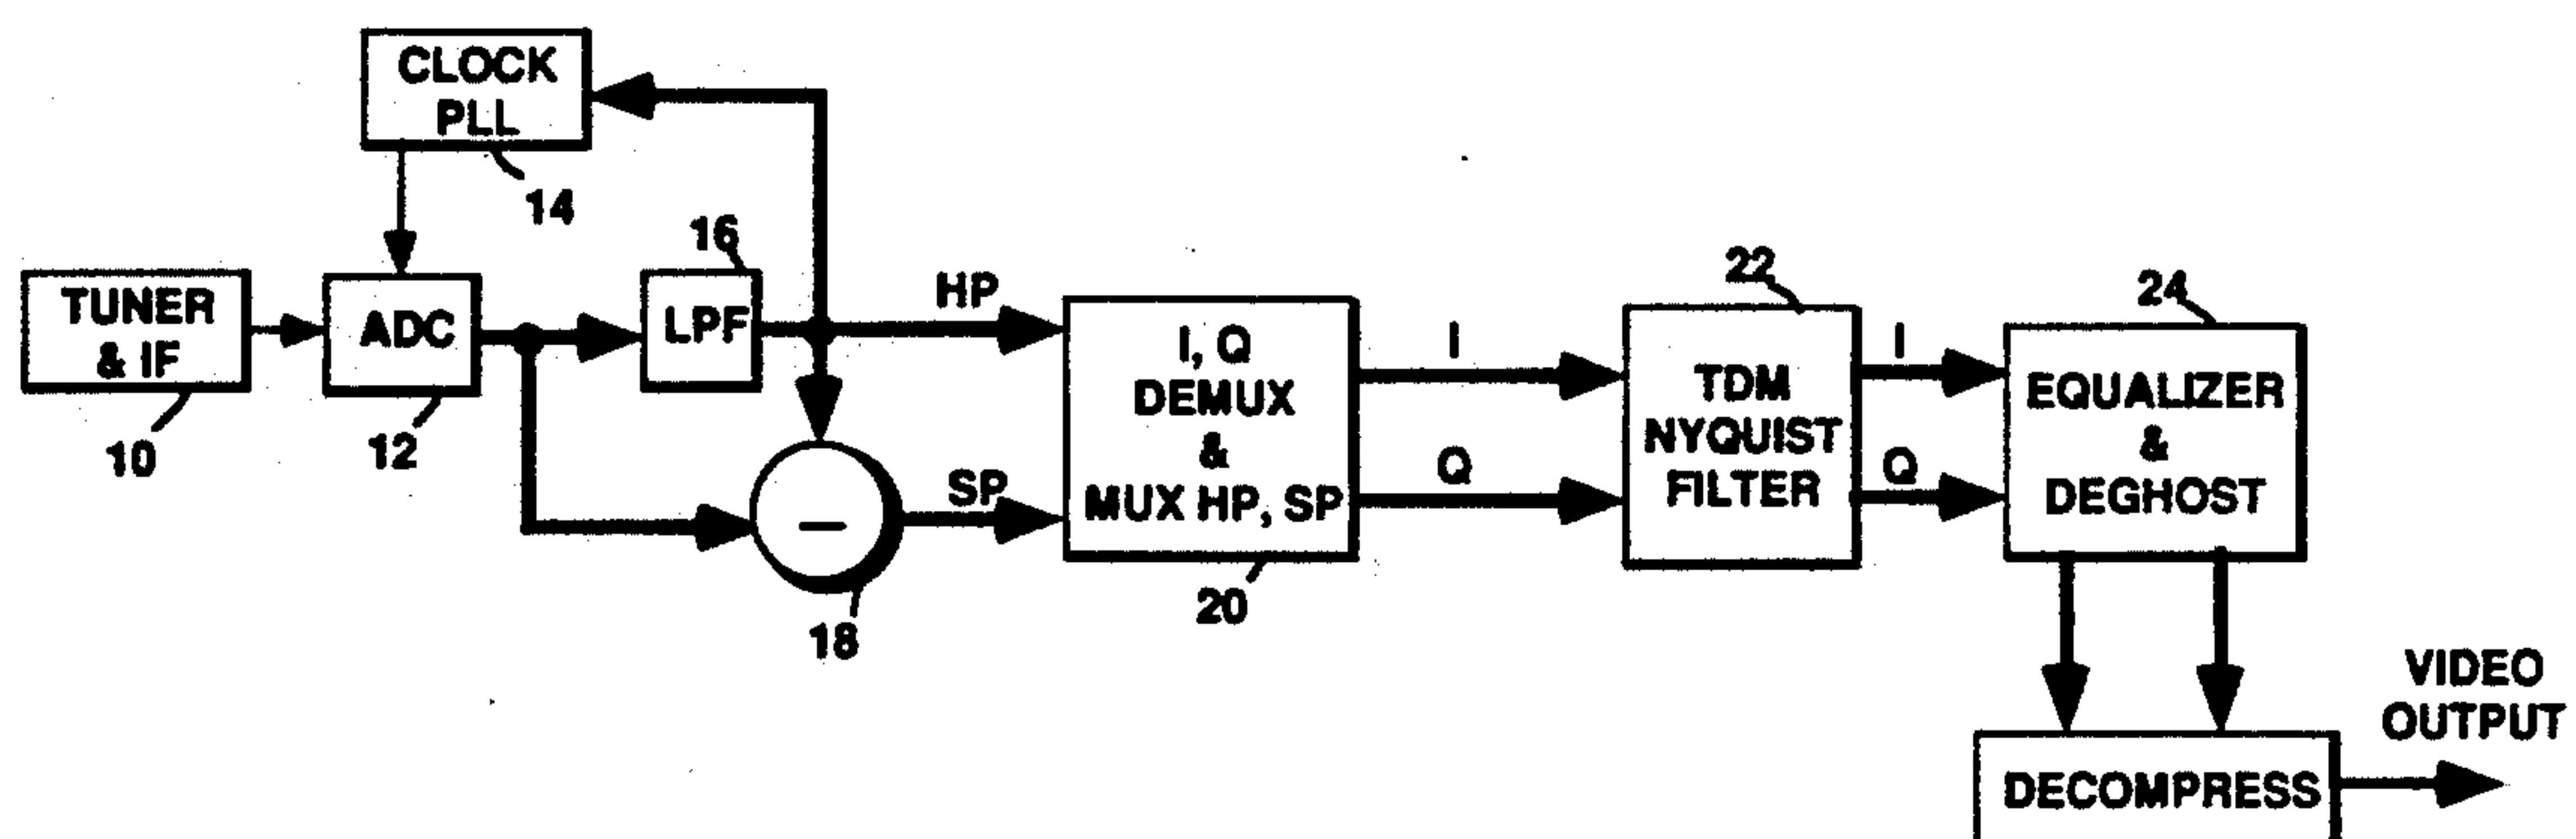 CLOCK
PLL
14
TUNER
& IF
10
ADC
12
16
LPF
HP
18
SP
I, Q
DEMUX
&
MUX HP, SP
20
I
Q
22
TDM
NYQUIST
FILTER
I
Q
24
EQUALIZER
&
DEGHOST
DECOMPRESS
VIDEO
OUTPUT